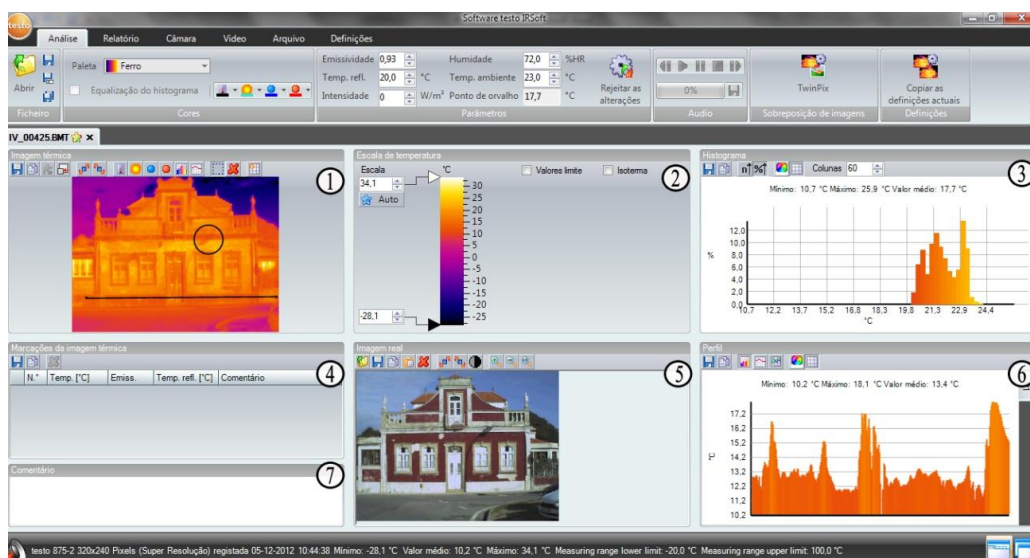 Software testo IRSoft
testo
Análise Relatório Câmara Video Arquivo Definições
Abrir
Ficheiro
Paleta Ferro
Equalização do histograma
Cores
Emissividade 0,93 Humidade 72,0 %HR
Temp. refl. 20,0 °C Temp. ambiente 23,0 °C
Intensidade 0 W/m² Ponto de orvalho 17,7 °C
Rejeitar as
alterações
Parâmetros
0%
Audio
TwinPix
Sobreposição de imagens
Copiar as
definições actuais
Definições
IV_00425.BMT
Imagem térmica
1
Escala de temperatura
2
Escala °C
Valores limite Isoterma
34,1
Auto
30
25
20
15
10
5
0
-5
-10
-15
-20
-25
-28,1
Histograma
3
n % Colunas 60
Mínimo: 10,7 °C Máximo: 25,9 °C Valor médio: 17,7 °C
%
12,0
10,0
8,0
6,0
4,0
2,0
0,0
10,7 12,2 13,7 15,2 16,8 18,3 19,8 21,3 22,9 24,4
°C
Marcações da imagem térmica
4
N.° Temp. [°C] Emiss. Temp. refl. [°C] Comentário
Comentário
7
Imagem real
5
Perfil
6
Mínimo: 10,2 °C Máximo: 18,1 °C Valor médio: 13,4 °C
°C
17,2
16,2
15,2
14,2
13,2
12,2
11,2
10,2
testo 875-2 320x240 Pixels (Super Resolução) registada 05-12-2012 10:44:38 Mínimo: -28,1 °C Valor médio: 10,2 °C Máximo: 34,1 °C Measuring range lower limit: -20,0 °C Measuring range upper limit: 100,0 °C